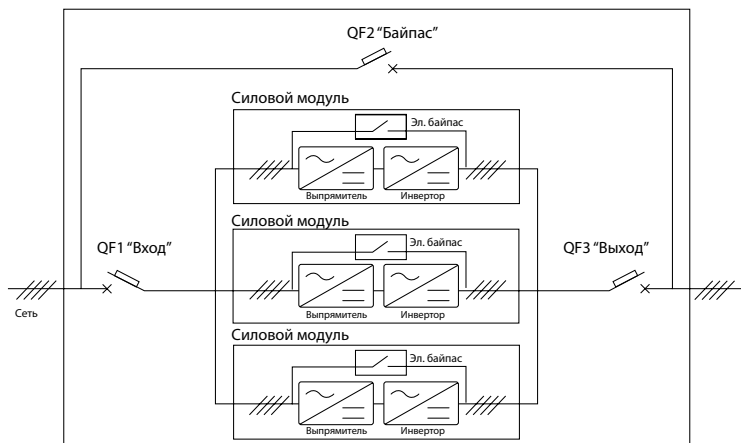 QF2 “Байпас”
Силовой модуль
Эл. байпас
Выпрямитель
Инвертор
Силовой модуль
QF1 “Вход”
QF3 “Выход”
Эл. байпас
Сеть
Выпрямитель
Инвертор
Силовой модуль
Эл. байпас
Выпрямитель
Инвертор